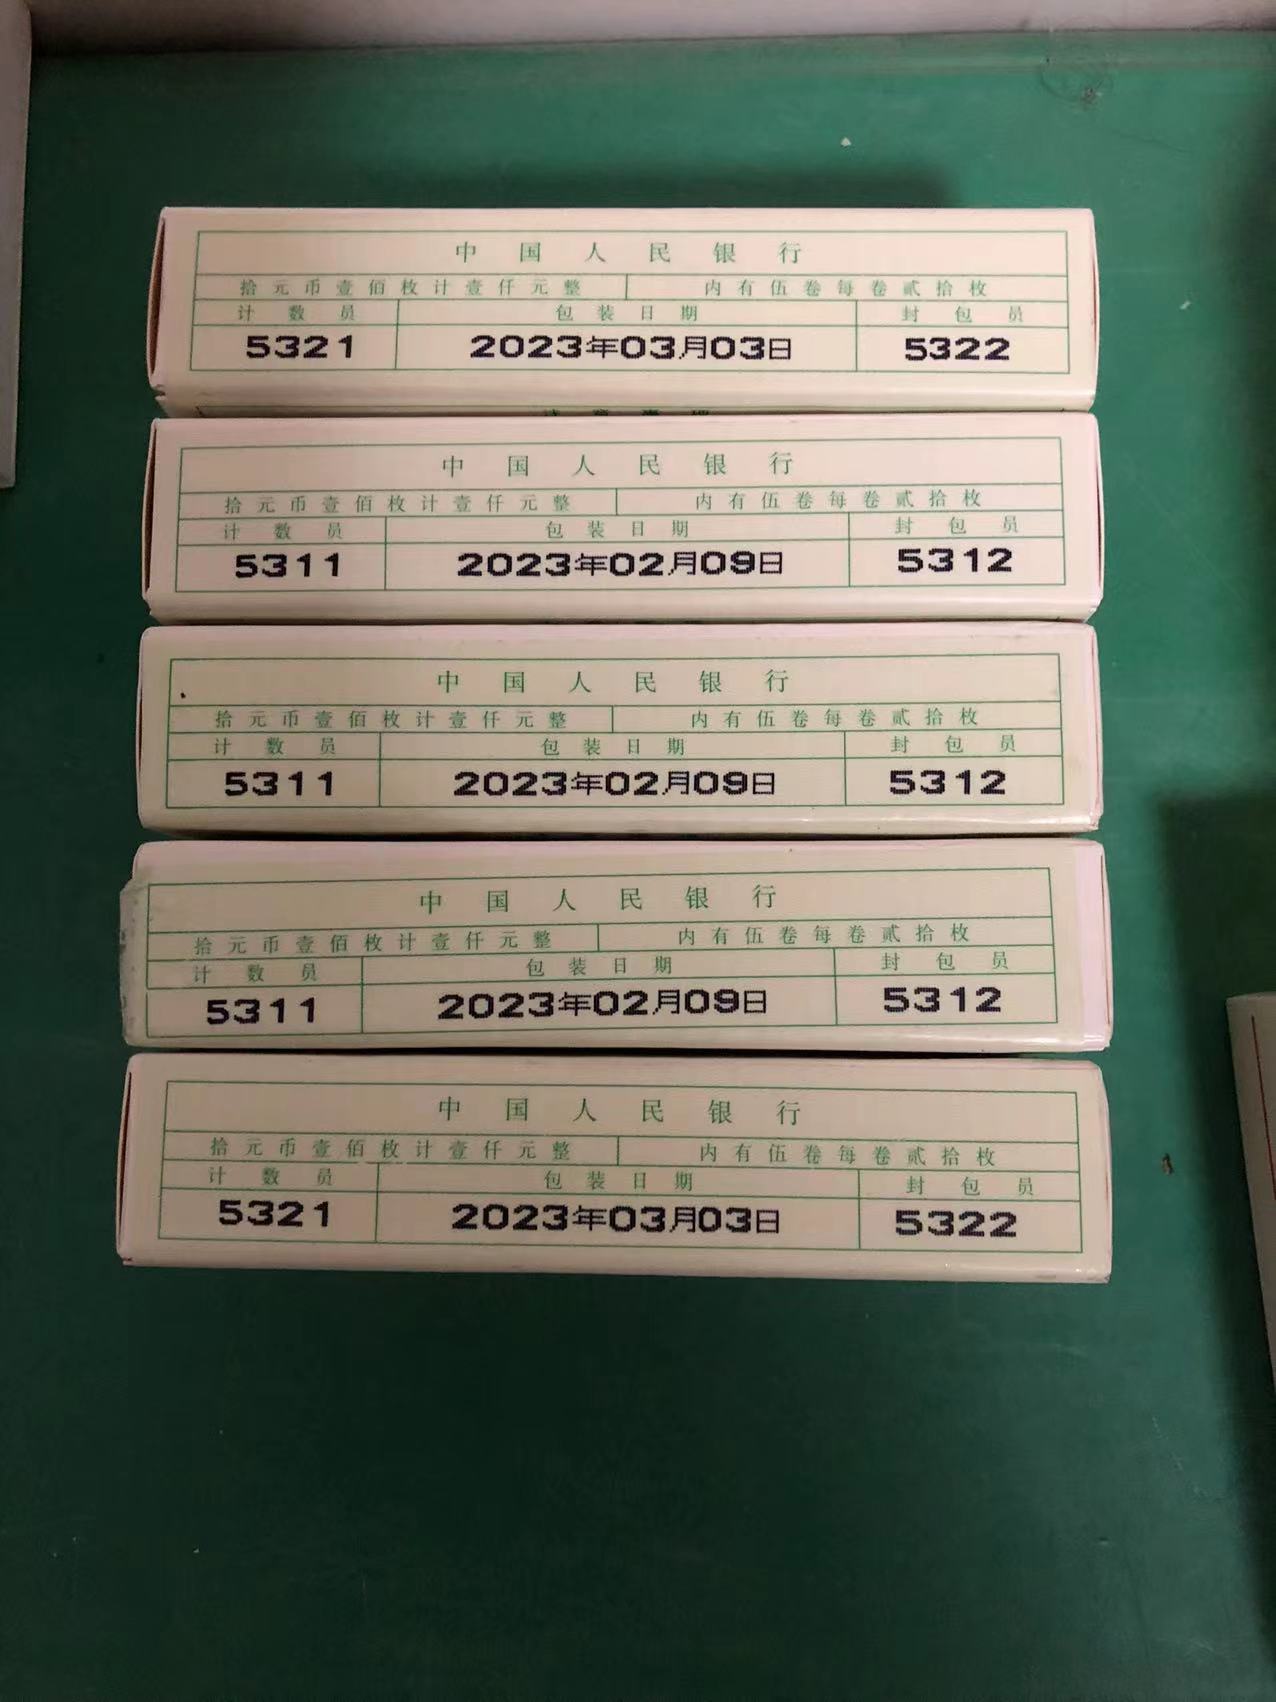 中国人民银行
拾元币壹佰枚计壹仟元整 内有伍卷每卷贰拾枚
计数员 包装日期 封包员
5321 2023年03月03日 5322
中国人民银行
拾元币壹佰枚计壹仟元整 内有伍卷每卷贰拾枚
计数员 包装日期 封包员
5311 2023年02月09日 5312
中国人民银行
拾元币壹佰枚计壹仟元整 内有伍卷每卷贰拾枚
计数员 包装日期 封包员
5311 2023年02月09日 5312
中国人民银行
拾元币壹佰枚计壹仟元整 内有伍卷每卷贰拾枚
计数员 包装日期 封包员
5311 2023年02月09日 5312
中国人民银行
拾元币壹佰枚计壹仟元整 内有伍卷每卷贰拾枚
计数员 包装日期 封包员
5321 2023年03月03日 5322